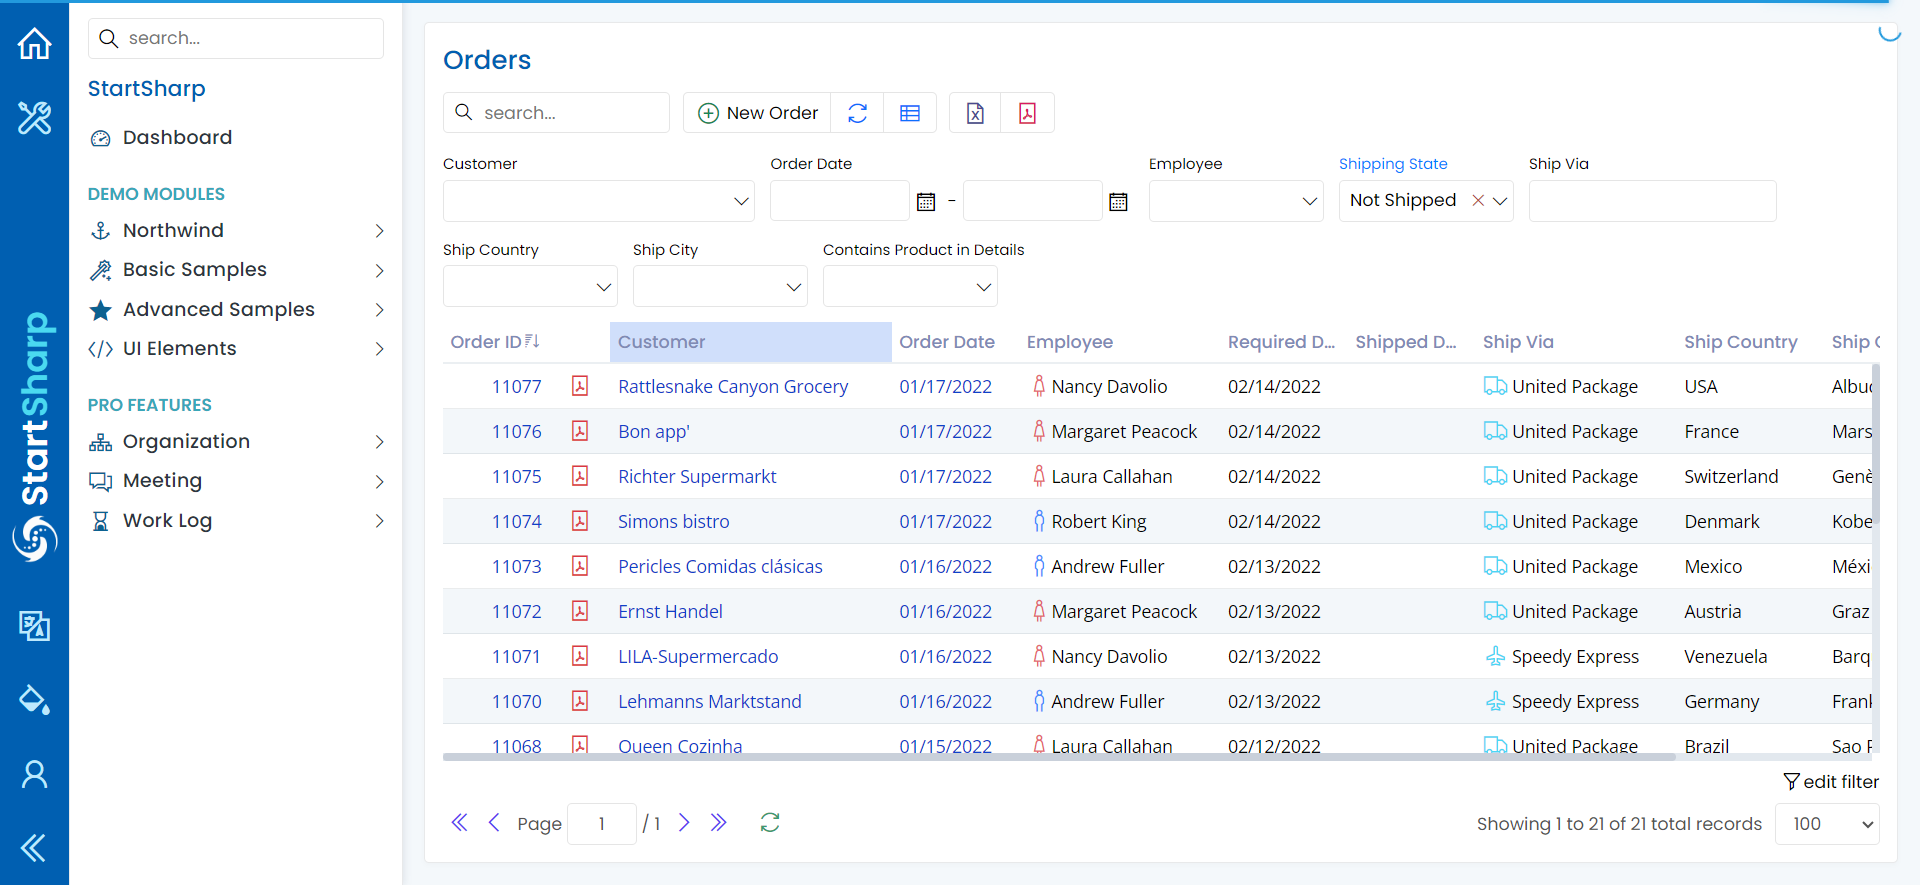 search...
StartSharp
Dashboard
DEMO MODULES
Northwind
Basic Samples
Advanced Samples
UI Elements
PRO FEATURES
Organization
Meeting
Work Log
StartSharp
Orders
search...
New Order
Customer Order Date Employee Shipping State Ship Via
- Not Shipped
Ship Country Ship City Contains Product in Details
Order ID Customer Order Date Employee Required D... Shipped D... Ship Via Ship Country Ship
11077 Rattlesnake Canyon Grocery 01/17/2022 Nancy Davolio 02/14/2022 United Package USA
11076 Bon app' 01/17/2022 Margaret Peacock 02/14/2022 United Package France Mars
11075 Richter Supermarkt 01/17/2022 Laura Callahan 02/14/2022 United Package Switzerland Genè
11074 Simons bistro 01/17/2022 Robert King 02/14/2022 United Package Denmark Kobe
11073 Pericles Comidas clásicas 01/16/2022 Andrew Fuller 02/13/2022 United Package Mexico Méxi
11072 Ernst Handel 01/16/2022 Margaret Peacock 02/13/2022 United Package Austria Graz
11071 LILA-Supermercado 01/16/2022 Nancy Davolio 02/13/2022 Speedy Express Venezuela Barq
11070 Lehmanns Marktstand 01/16/2022 Andrew Fuller 02/13/2022 Speedy Express Germany Frank
11068 Queen Cozinha 01/15/2022 Laura Callahan 02/12/2022 United Package Brazil Sao
edit filter
Page 1 / 1 Showing 1 to 21 of 21 total records 100